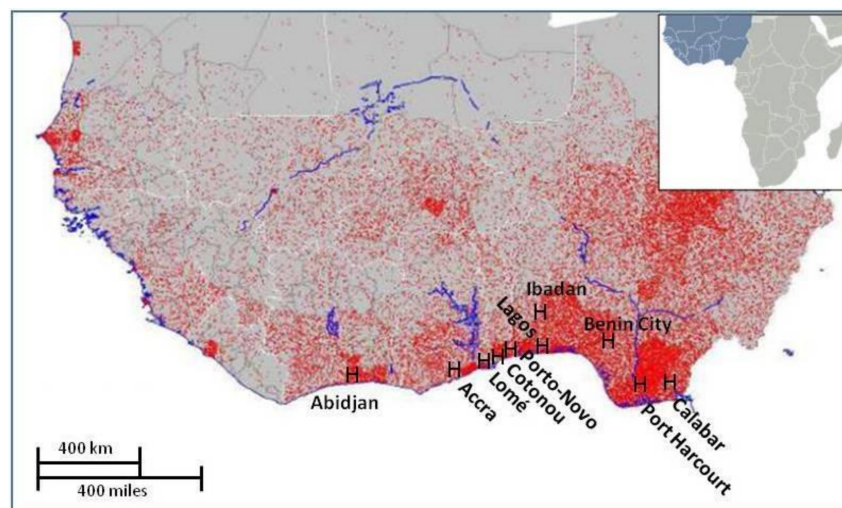 Ibadan
Lagos
Benin City
H
H
H
H
H
H
H
H
H
H
Abidjan
Accra
Lomé
Cotonou
Porto-Novo
Port Harcourt
Calabar
400 km
400 miles